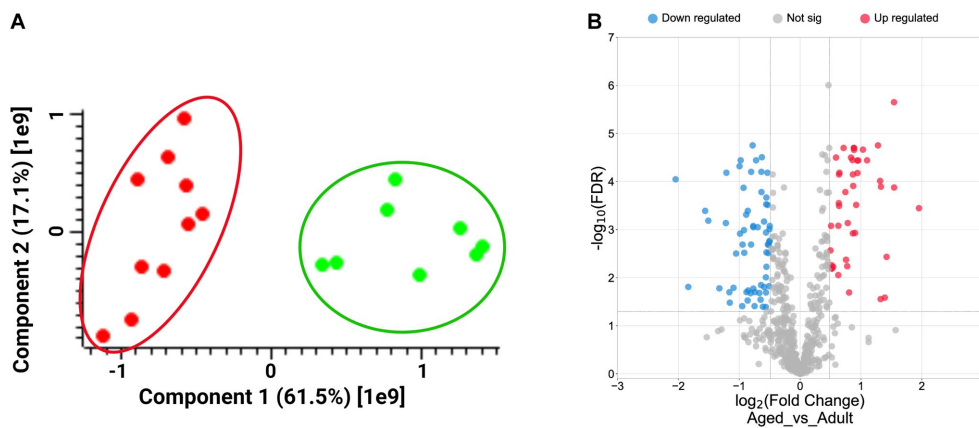 A
Component 2 (17.1%) [1e9]
1
0
-1
0
1
Component 1 (61.5%) [1e9]
B
Down regulated
Not sig
Up regulated
-log10(FDR)
7
6
5
4
3
2
1
0
−3
−2
−1
0
1
2
log₂(Fold Change)
Aged_vs_Adult